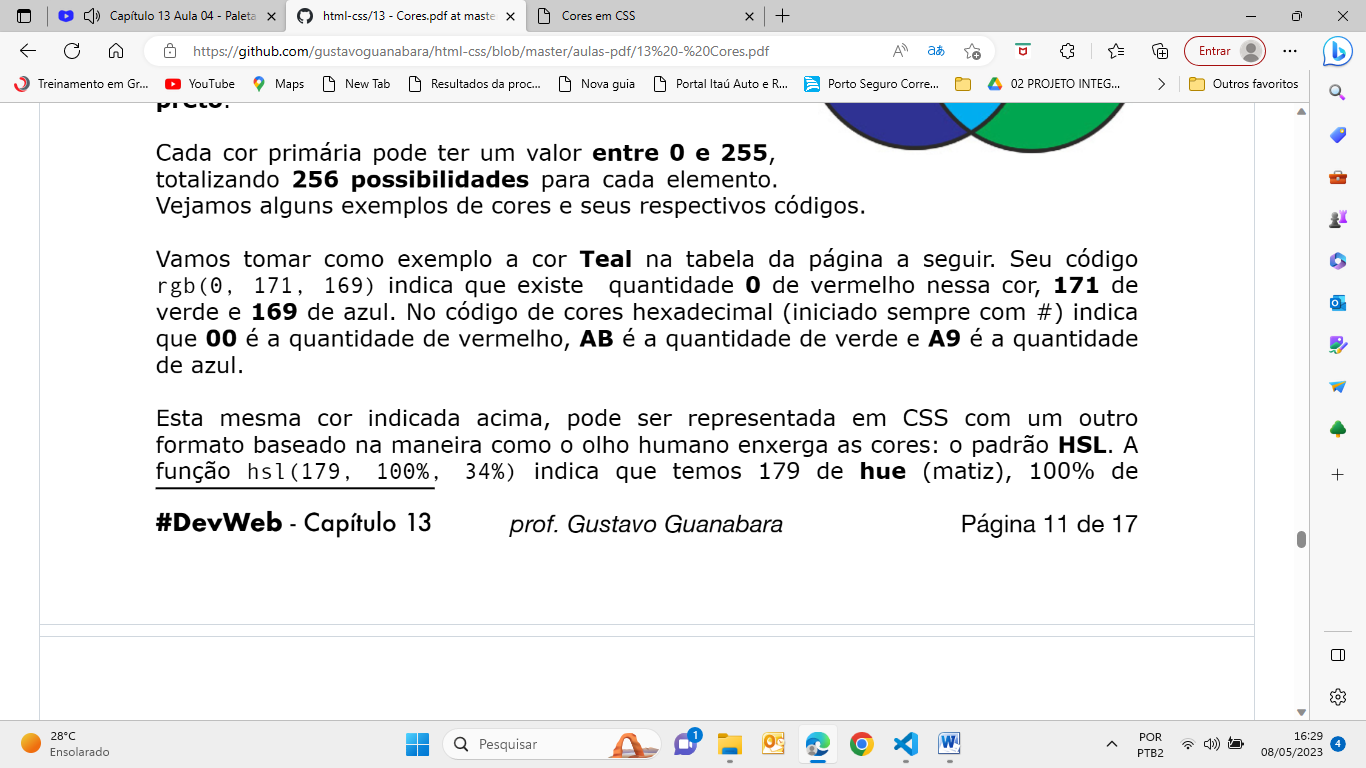 Capítulo 13 Aula 04 - Paleta
html-css/13 - Cores.pdf at maste
Cores em CSS
https://github.com/gustavoguanabara/html-css/blob/master/aulas-pdf/13%20-%20Cores.pdf
Entrar
Treinamento em Gr...
YouTube
Maps
New Tab
Resultados da proc...
Nova guia
Portal Itaú Auto e R...
Porto Seguro Corre...
02 PROJETO INTEG...
Outros favoritos
preto.
Cada cor primária pode ter um valor entre 0 e 255,
totalizando 256 possibilidades para cada elemento.
Vejamos alguns exemplos de cores e seus respectivos códigos.
Vamos tomar como exemplo a cor Teal na tabela da página a seguir. Seu código
rgb(0, 171, 169) indica que existe quantidade 0 de vermelho nessa cor, 171 de
verde e 169 de azul. No código de cores hexadecimal (iniciado sempre com #) indica
que 00 é a quantidade de vermelho, AB é a quantidade de verde e A9 é a quantidade
de azul.
Esta mesma cor indicada acima, pode ser representada em CSS com um outro
formato baseado na maneira como o olho humano enxerga as cores: o padrão HSL. A
função hsl(179, 100%, 34%) indica que temos 179 de hue (matiz), 100% de
#DevWeb - Capítulo 13
prof. Gustavo Guanabara
Página 11 de 17
28°C
Ensolarado
Pesquisar
1
POR
PTB2
16:29
08/05/2023
4